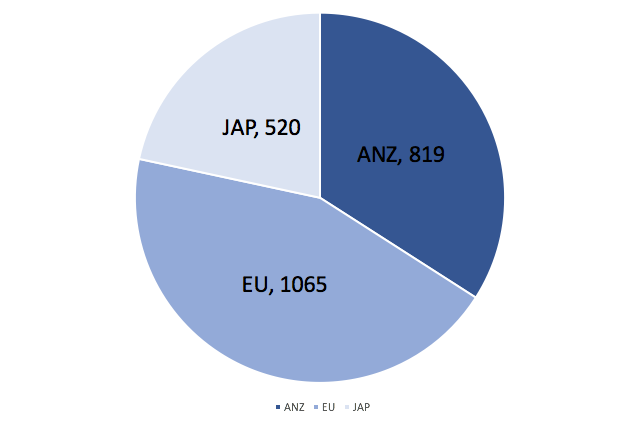 JAP, 520
ANZ, 819
EU, 1065
ANZ EU JAP